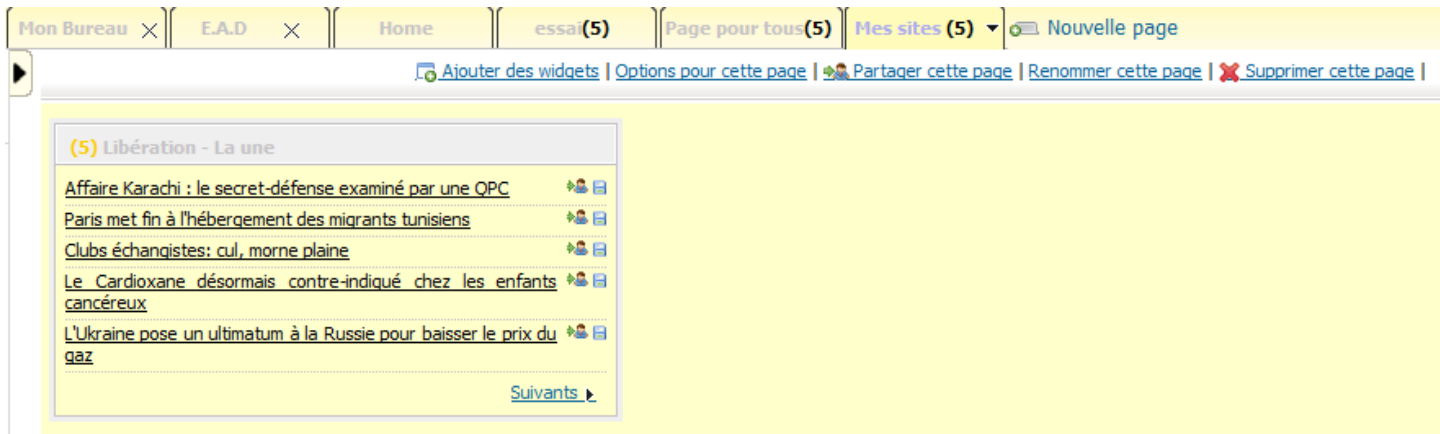 Mon Bureau E.A.D Home essai(5) Page pour tous(5) Mes sites (5) Nouvelle page
Ajouter des widgets | Options pour cette page | Partager cette page | Renommer cette page | Supprimer cette page |
(5) Libération - La une
Affaire Karachi : le secret-défense examiné par une QPC
Paris met fin à l'hébergement des migrants tunisiens
Clubs échangistes: cul, morne plaine
Le Cardioxane désormais contre-indiqué chez les enfants
cancéreux
L'Ukraine pose un ultimatum à la Russie pour baisser le prix du
gaz
Suivants